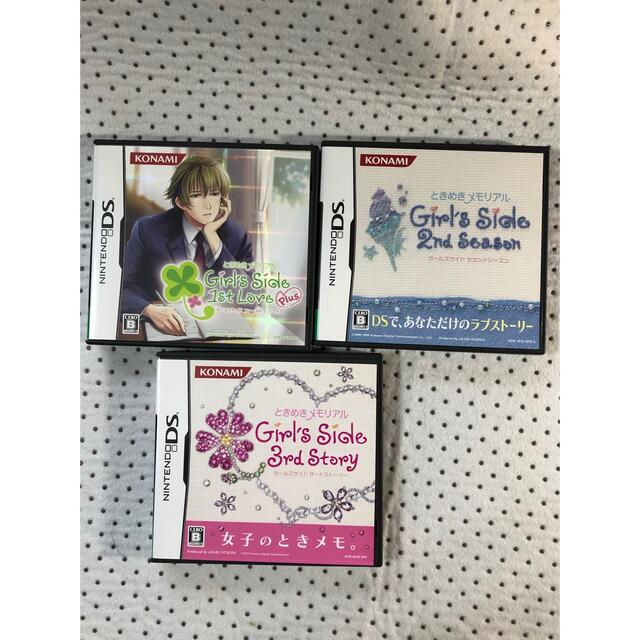 KONAMI
NINTENDO DS
ときめきメモリアル
Girl's Side
1st Love Plus
CERO
B
KONAMI
NINTENDO DS
ときめきメモリアル
Girl's Side
2nd Season
ガールズサイド セカンドシーズン
DSで、あなただけのラブストーリー
CERO
B
KONAMI
NINTENDO DS
ときめきメモリアル
Girl's Side
3rd Story
ガールズサイド サードストーリー
女子のときメモ。
CERO
B
Produced by AKARI UCHIDA